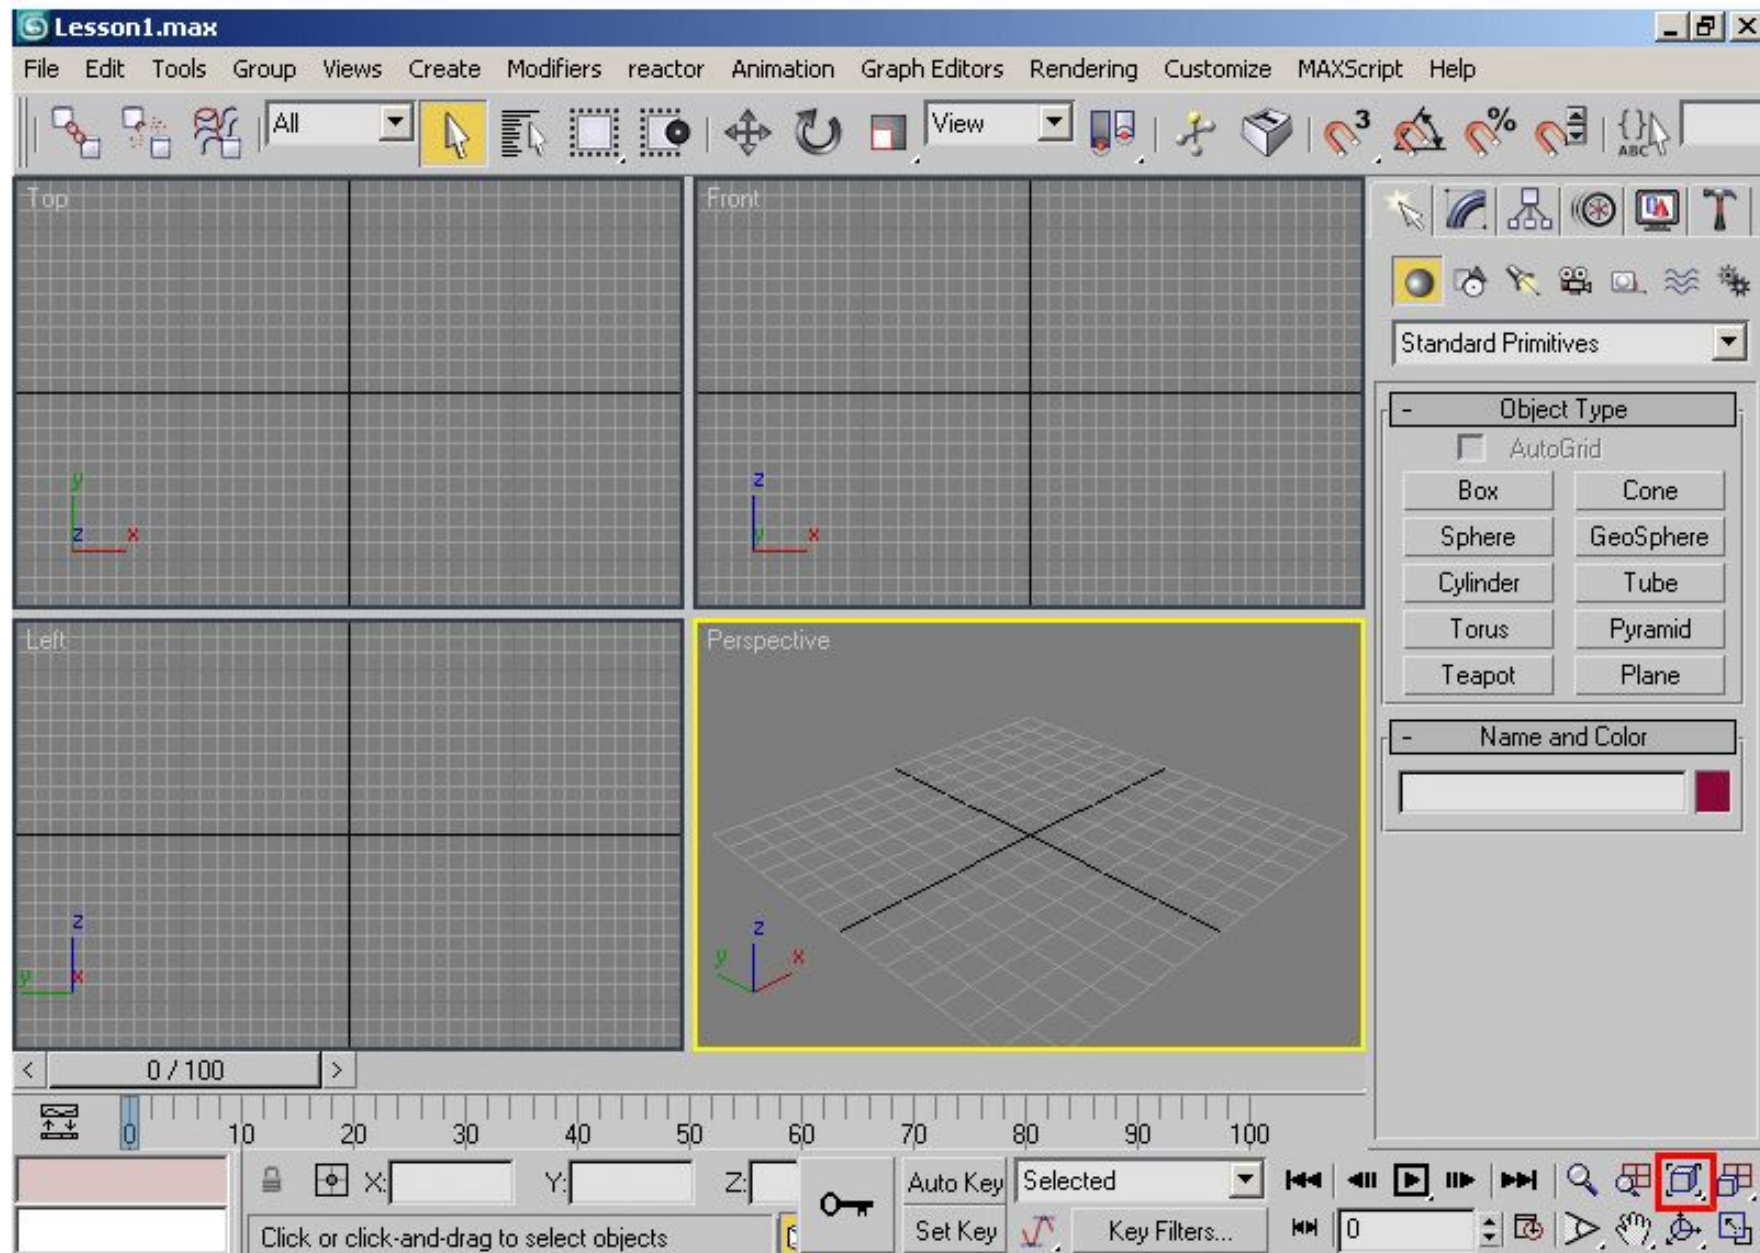 Lesson1.max
File Edit Tools Group Views Create Modifiers reactor Animation Graph Editors Rendering Customize MAXScript Help
All
View
3
%
{}
ABC
Top
Front
Standard Primitives
- Object Type
AutoGrid
Box Cone
Sphere GeoSphere
Cylinder Tube
Torus Pyramid
Teapot Plane
- Name and Color
y
z x
z
y x
Left
Perspective
z
y x
z
y x
< 0 / 100 >
0 10 20 30 40 50 60 70 80 90 100
X: Y: Z:
Auto Key Selected
Click or click-and-drag to select objects
Set Key Key Filters... 0